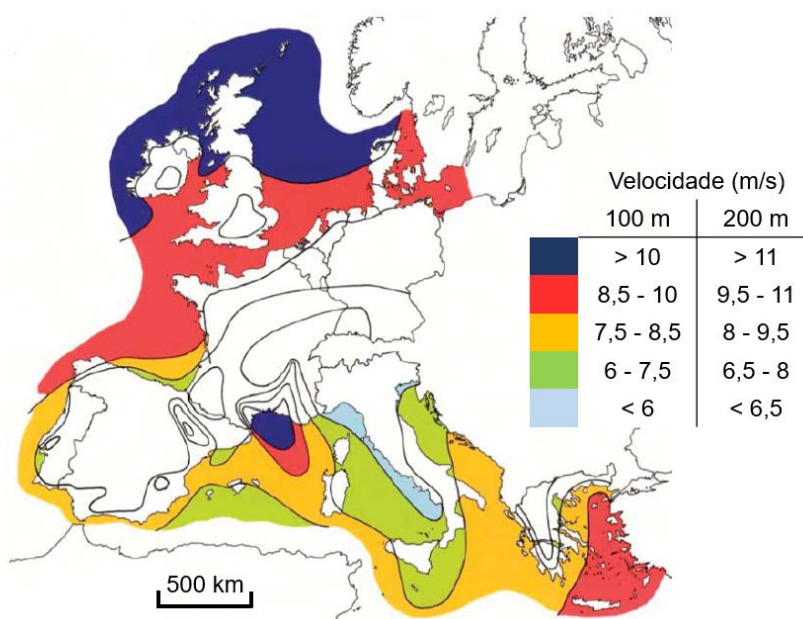 Velocidade (m/s)
100 m 200 m
> 10 > 11
8,5 - 10 9,5 - 11
7,5 - 8,5 8 - 9,5
6 - 7,5 6,5 - 8
< 6 < 6,5
500 km